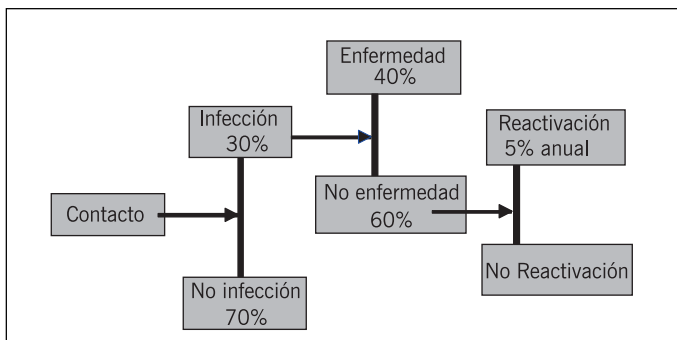 Enfermedad
40%
Infección
30%
Reactivación
5% anual
No enfermedad
60%
Contacto
No Reactivación
No infección
70%